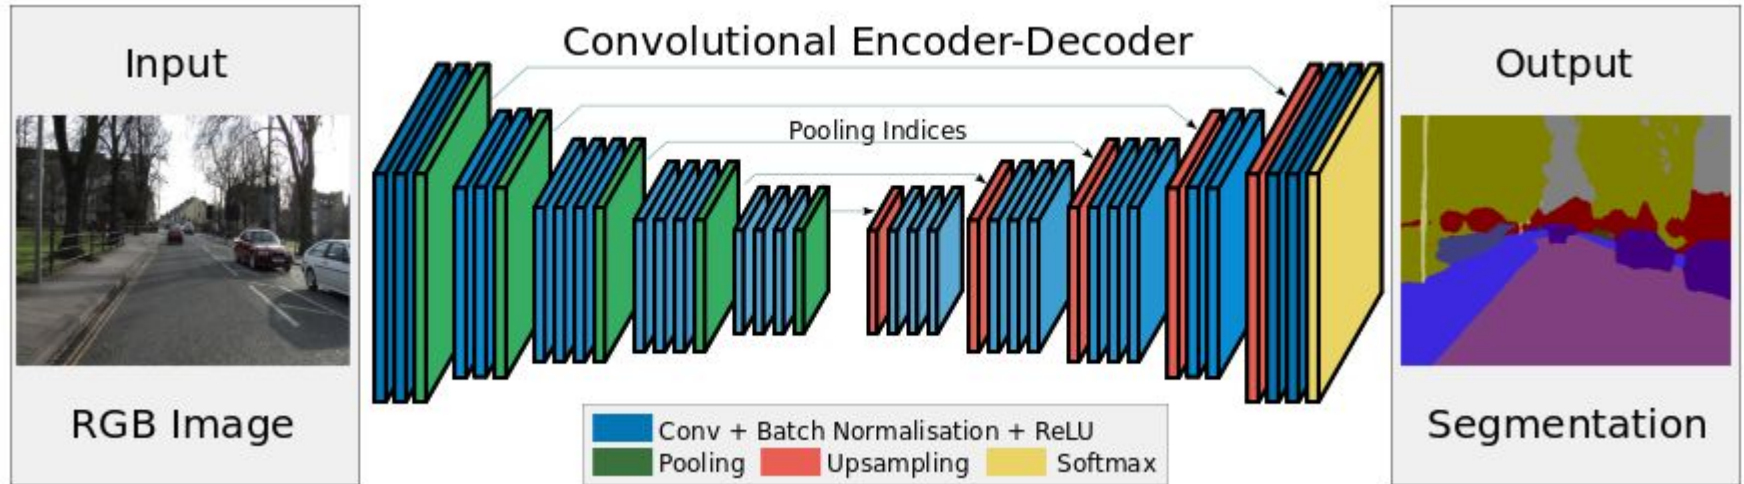 Input
RGB Image
Convolutional Encoder-Decoder
Pooling Indices
Conv + Batch Normalisation + ReLU
Pooling
Upsampling
Softmax
Output
Segmentation